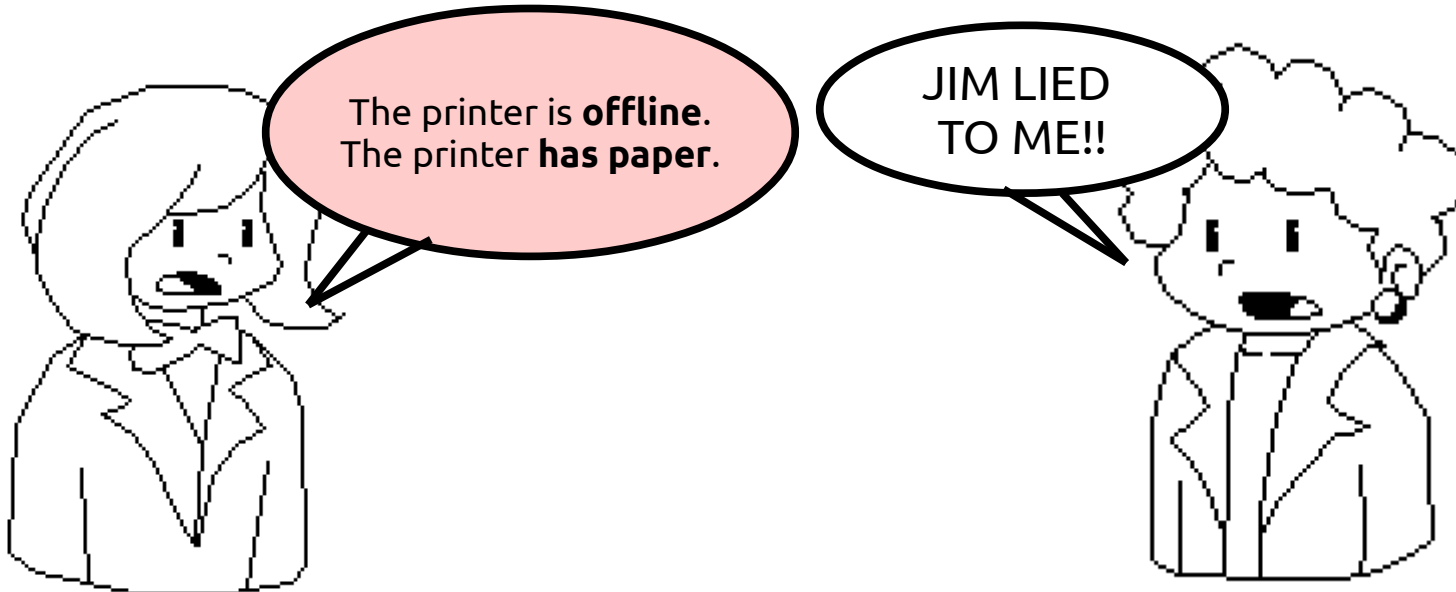 The printer is offline.
The printer has paper.
JIM LIED
TO ME!!